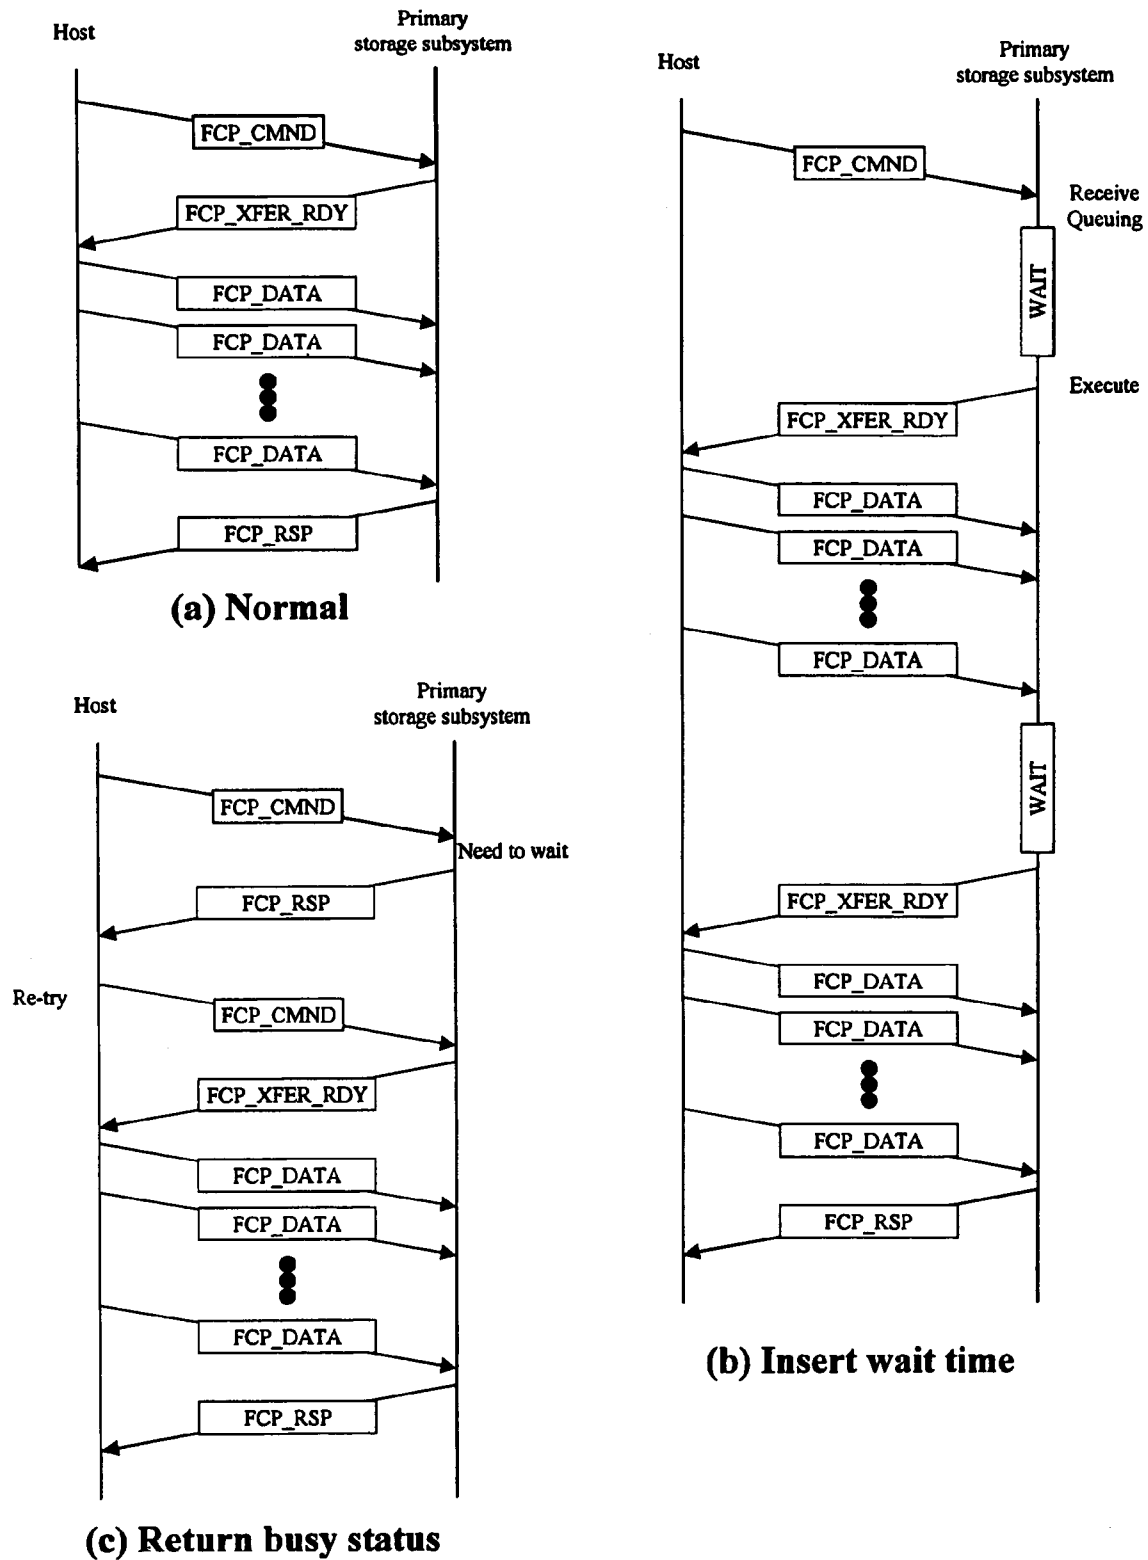 Host
Primary
storage subsystem
FCP_CMND
FCP_XFER_RDY
FCP_DATA
FCP_DATA
FCP_DATA
FCP_RSP
(a) Normal
Host
Primary
storage subsystem
FCP_CMND
Need to wait
FCP_RSP
Re-try
FCP_CMND
FCP_XFER_RDY
FCP_DATA
FCP_DATA
FCP_DATA
FCP_RSP
(c) Return busy status
Host
Primary
storage subsystem
FCP_CMND
Receive
Queuing
WAIT
Execute
FCP_XFER_RDY
FCP_DATA
FCP_DATA
FCP_DATA
WAIT
FCP_XFER_RDY
FCP_DATA
FCP_DATA
FCP_DATA
FCP_RSP
(b) Insert wait time